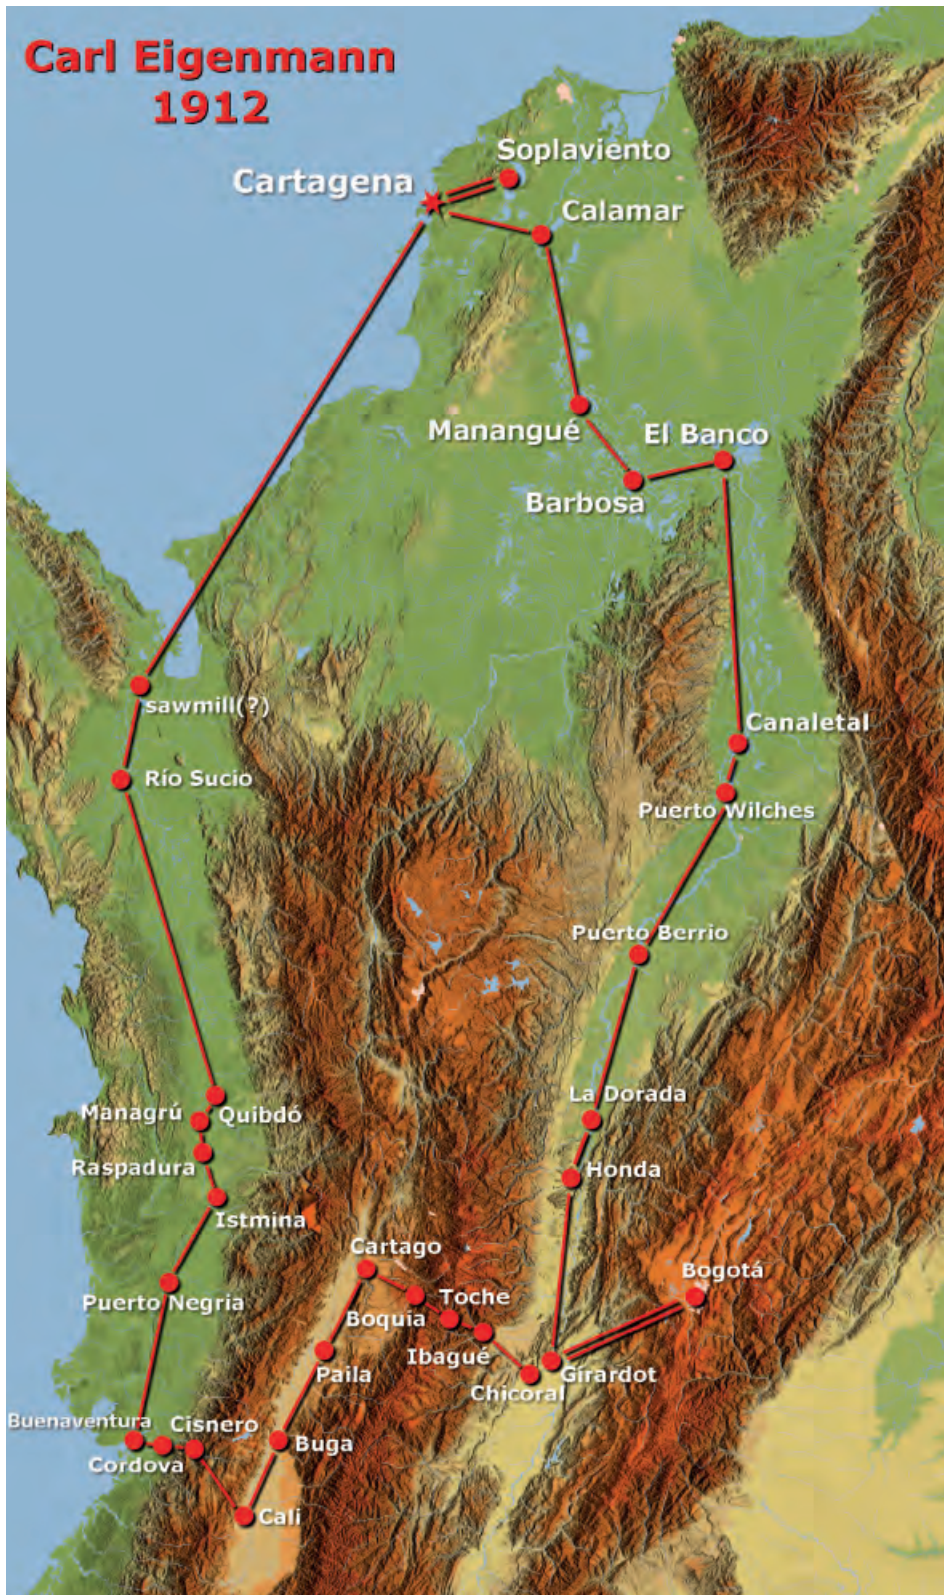 Carl Eigenmann
1912
Soplaviento
Cartagena
Calamar
Manangué
El Banco
Barbosa
sawmill(?)
Canaletal
Río Sucio
Puerto Wilches
Puerto Berrio
La Dorada
Managrú
Quibdó
Raspadura
Honda
Istmina
Cartago
Bogotá
Puerto Negria
Toche
Boquia
Ibagué
Paila
Girardot
Chicoral
Buenaventura
Cisnero
Buga
Cordova
Cali